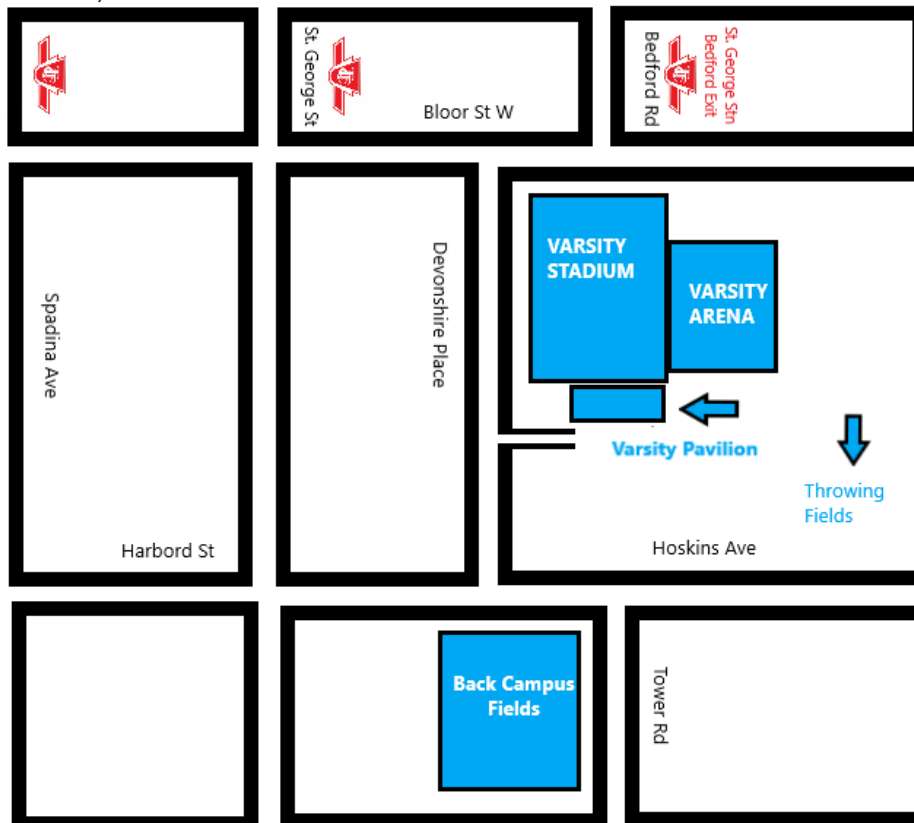 St. George St
Bloor St W
Bedford Rd
St. George Stn
Bedford Exit
Spadina Ave
Devonshire Place
VARSITY
STADIUM
VARSITY
ARENA
Varsity Pavilion
Throwing
Fields
Harbord St
Hoskins Ave
Back Campus
Fields
Tower Rd